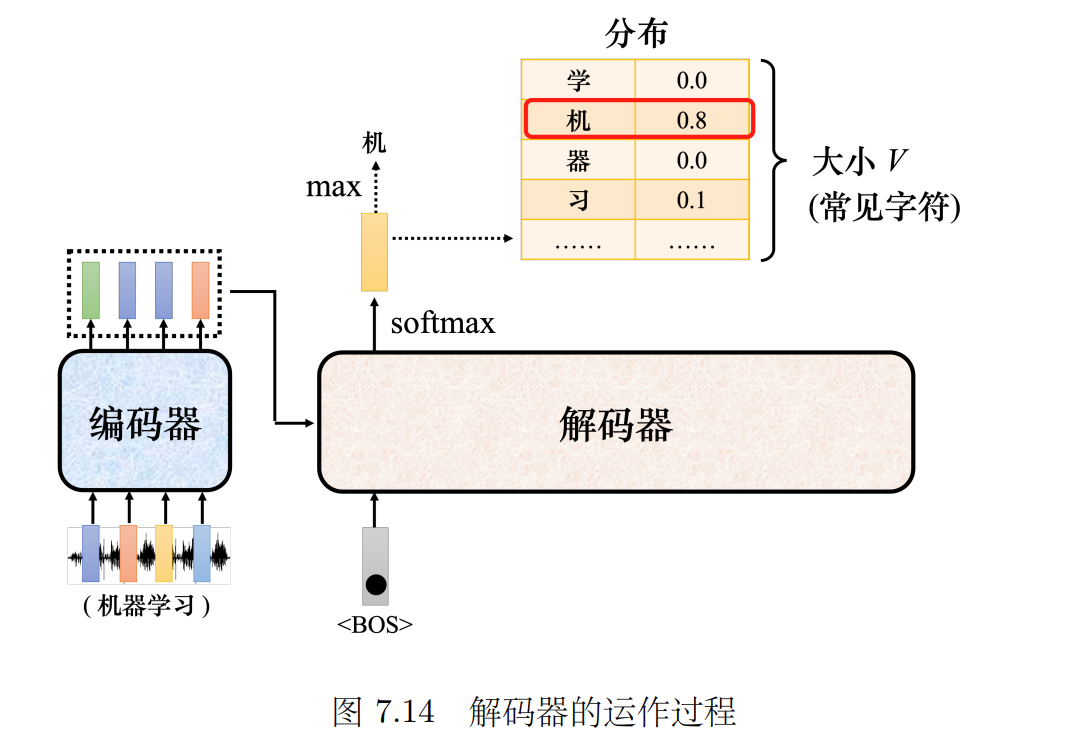 分布
学 0.0
机 0.8
器 0.0
习 0.1
…… ……
大小 V
(常见字符)
机
max
softmax
编码器
解码器
( 机器学习 )
<BOS>
图 7.14 解码器的运作过程